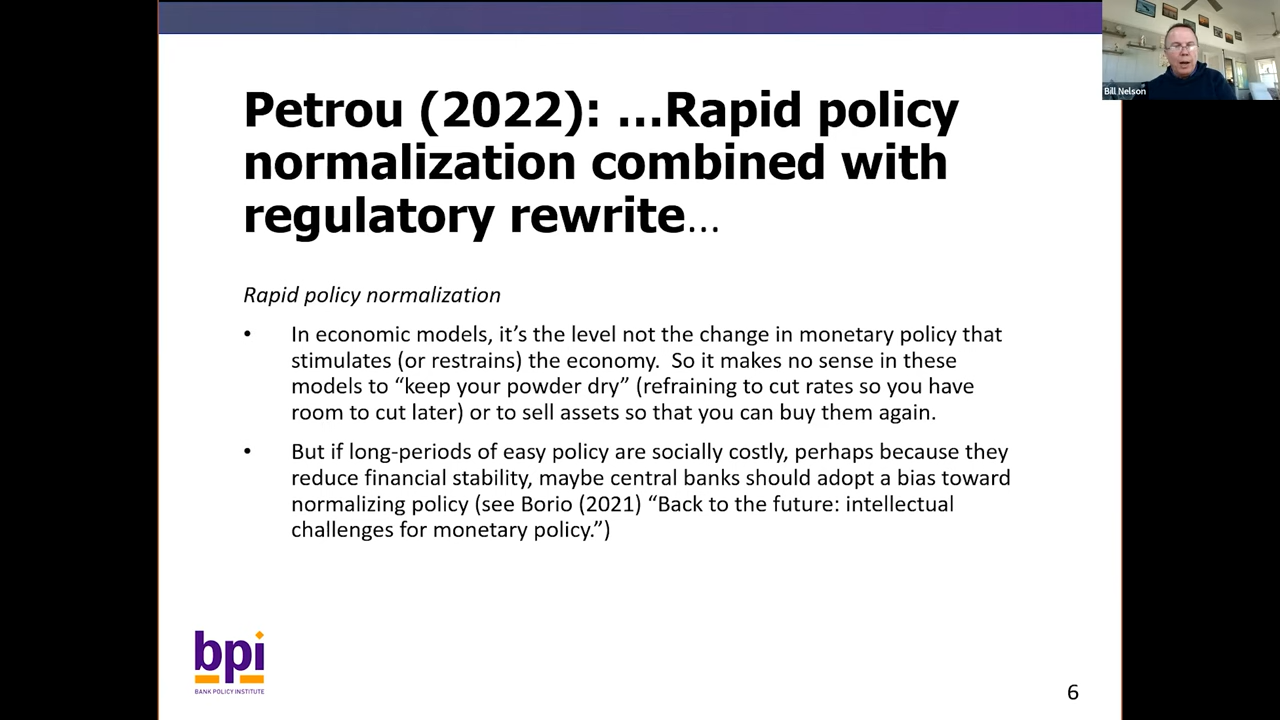 Bill Nelson
Petrou (2022): …Rapid policy
normalization combined with
regulatory rewrite…
Rapid policy normalization
• In economic models, it’s the level not the change in monetary policy that
stimulates (or restrains) the economy. So it makes no sense in these
models to “keep your powder dry” (refraining to cut rates so you have
room to cut later) or to sell assets so that you can buy them again.
• But if long-periods of easy policy are socially costly, perhaps because they
reduce financial stability, maybe central banks should adopt a bias toward
normalizing policy (see Borio (2021) “Back to the future: intellectual
challenges for monetary policy.”)
bpi
BANK POLICY INSTITUTE
6